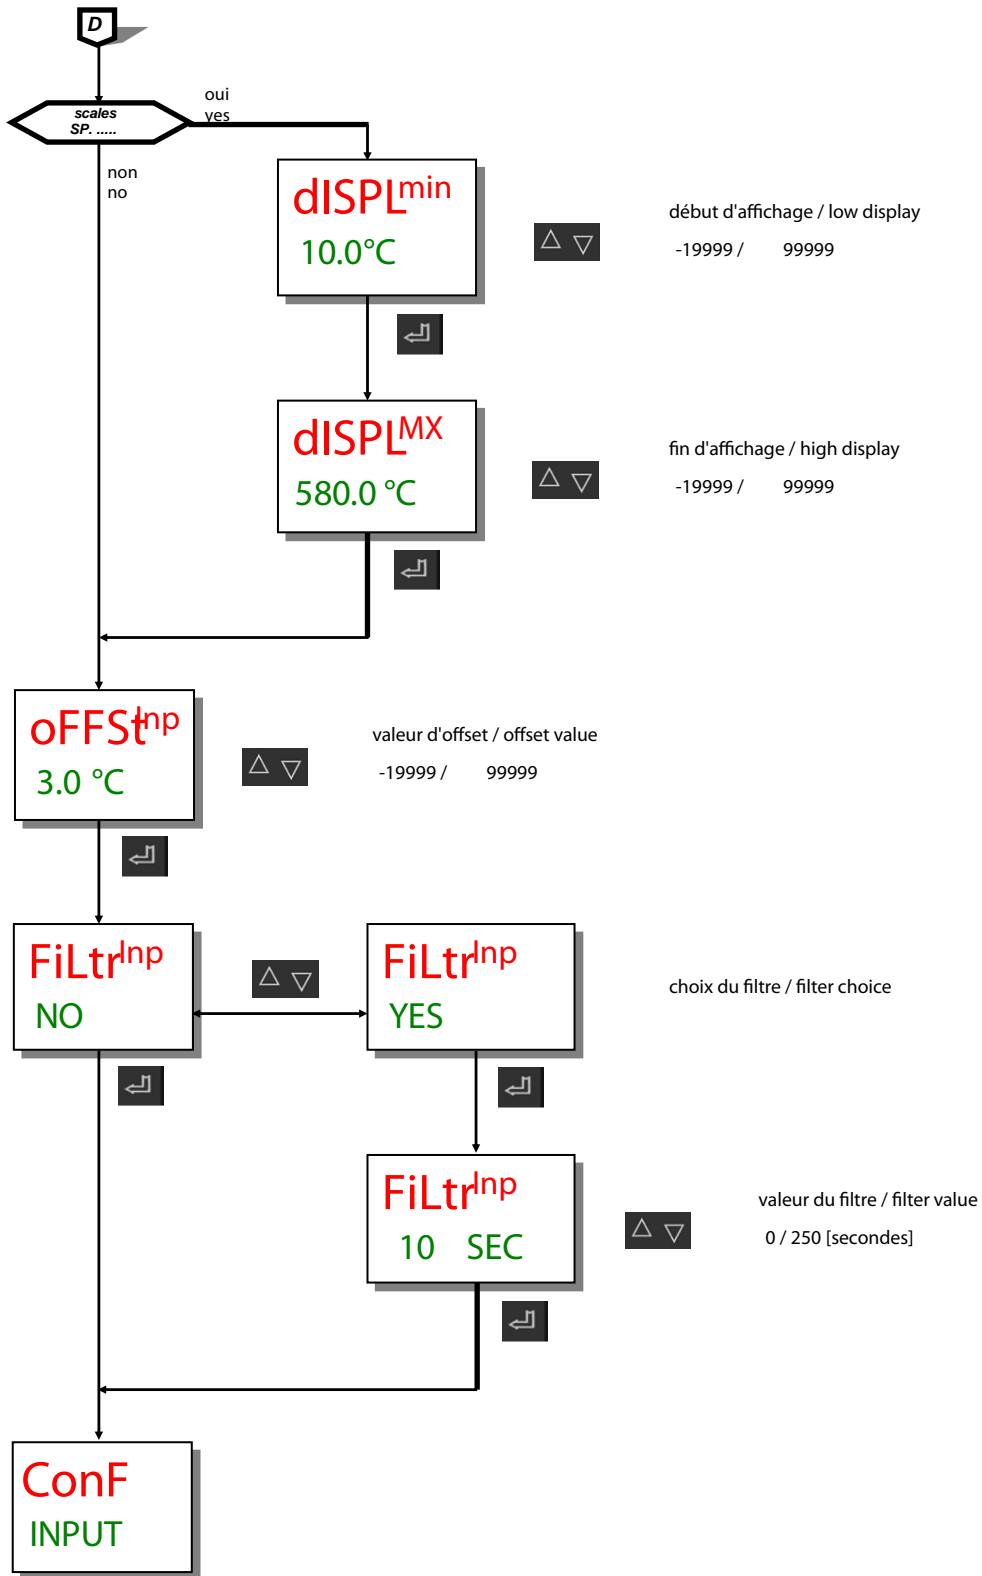 D
scales
SP. .....
oui
yes
non
no
dISPLmin
10.0°C
début d'affichage / low display
-19999 / 99999
dISPLMX
580.0 °C
fin d'affichage / high display
-19999 / 99999
oFFStInp
3.0 °C
valeur d'offset / offset value
-19999 / 99999
FiLtrInp
NO
FiLtrInp
YES
choix du filtre / filter choice
FiLtrInp
10 SEC
valeur du filtre / filter value
0 / 250 [secondes]
ConF
INPUT